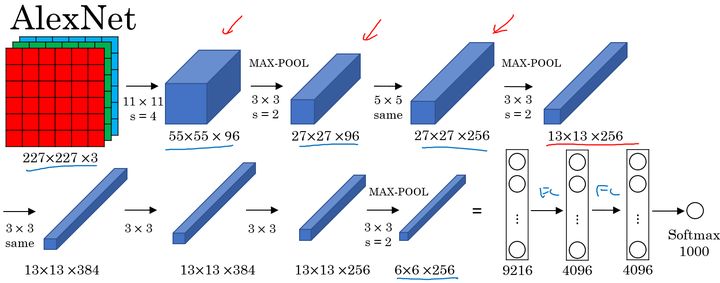 AlexNet
227×227 ×3
11 × 11
s = 4
55×55 × 96
MAX-POOL
3 × 3
s = 2
27×27 ×96
5 × 5
same
27×27 ×256
MAX-POOL
3 × 3
s = 2
13×13 ×256
3 × 3
same
13×13 ×384
3 × 3
13×13 ×384
3 × 3
13×13 ×256
MAX-POOL
3 × 3
s = 2
6×6 ×256
=
9216
FC
4096
FC
4096
Softmax
1000